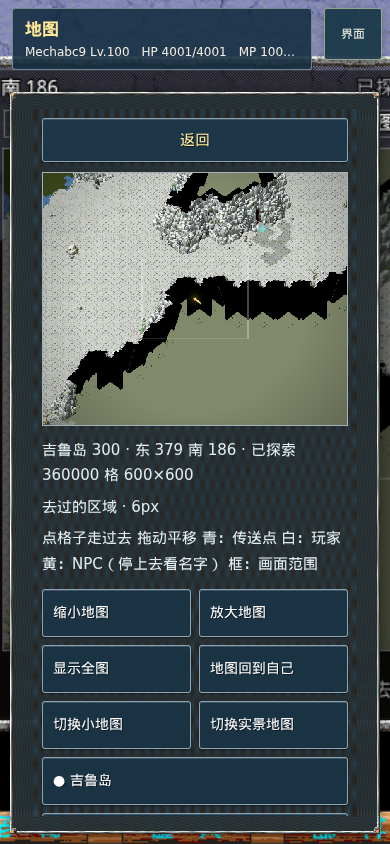 地图
Mechabc9 Lv.100 HP 4001/4001 MP 100…
界面
南 186
返回
吉鲁岛 300 · 东 379 南 186 · 已探索
360000 格 600×600
去过的区域 · 6px
点格子走过去 拖动平移 青：传送点 白：玩家
黄：NPC（停上去看名字）框：画面范围
缩小地图
放大地图
显示全图
地图回到自己
切换小地图
切换实景地图
● 吉鲁岛